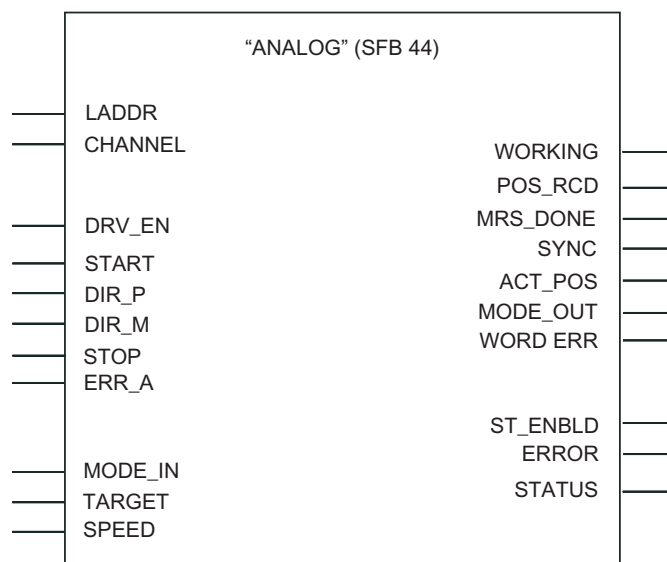 “ANALOG” (SFB 44)
LADDR
CHANNEL
DRV_EN
START
DIR_P
DIR_M
STOP
ERR_A
MODE_IN
TARGET
SPEED
WORKING
POS_RCD
MRS_DONE
SYNC
ACT_POS
MODE_OUT
WORD ERR
ST_ENBLD
ERROR
STATUS